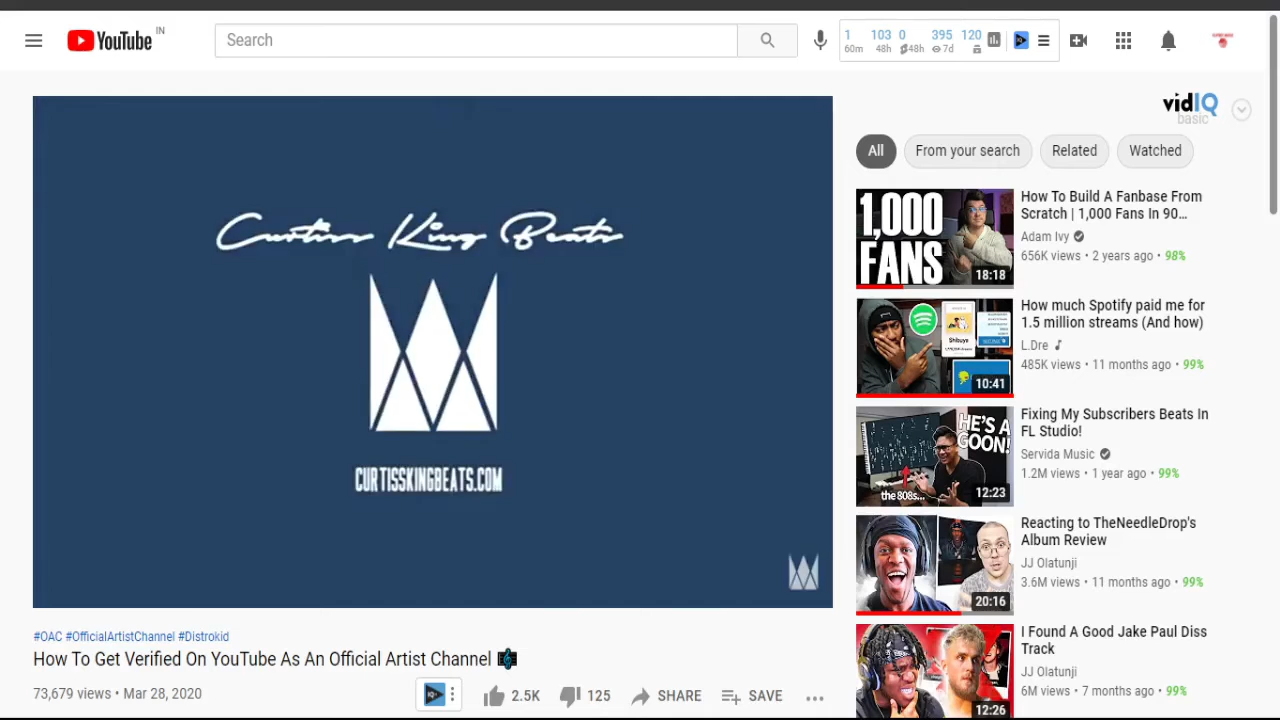 YouTube IN
Search
1 103 0 395 120
60m 48h 48h 7d
Curtiss King Beats
CURTISSKINGBEATS.COM
#OAC #OfficialArtistChannel #Distrokid
How To Get Verified On YouTube As An Official Artist Channel
73,679 views • Mar 28, 2020
2.5K 125 SHARE SAVE
vidIQ
basic
All From your search Related Watched
1,000
FANS
18:18
How To Build A Fanbase From
Scratch | 1,000 Fans In 90...
Adam Ivy
656K views • 2 years ago • 98%
Shibuya
10:41
How much Spotify paid me for
1.5 million streams (And how)
L.Dre
485K views • 11 months ago • 99%
HE'S A
GOON!
the 808s...
12:23
Fixing My Subscribers Beats In
FL Studio!
Servida Music
1.2M views • 1 year ago • 99%
20:16
Reacting to TheNeedleDrop's
Album Review
JJ Olatunji
3.6M views • 11 months ago • 99%
12:26
I Found A Good Jake Paul Diss
Track
JJ Olatunji
6M views • 7 months ago • 99%